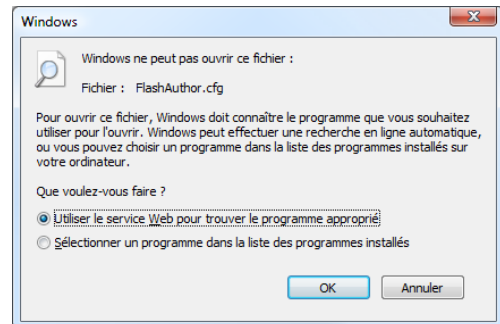 Windows
Windows ne peut pas ouvrir ce fichier :
Fichier : FlashAuthor.cfg
Pour ouvrir ce fichier, Windows doit connaître le programme que vous souhaitez
utiliser pour l'ouvrir. Windows peut effectuer une recherche en ligne automatique,
ou vous pouvez choisir un programme dans la liste des programmes installés sur
votre ordinateur.
Que voulez-vous faire ?
Utiliser le service Web pour trouver le programme approprié
Sélectionner un programme dans la liste des programmes installés
OK
Annuler